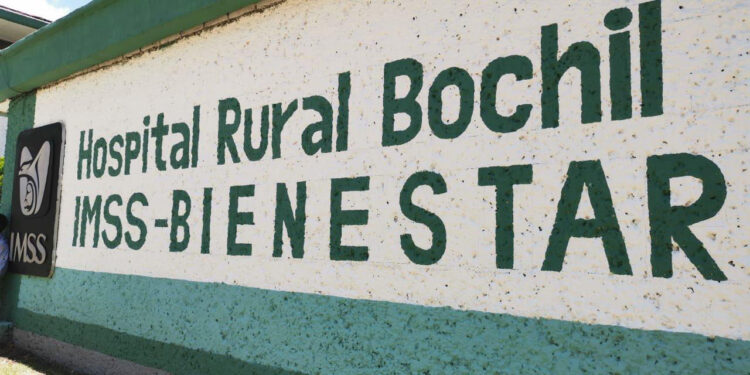 Hospital Rural Bochil
IMSS-BIENESTAR
IMSS